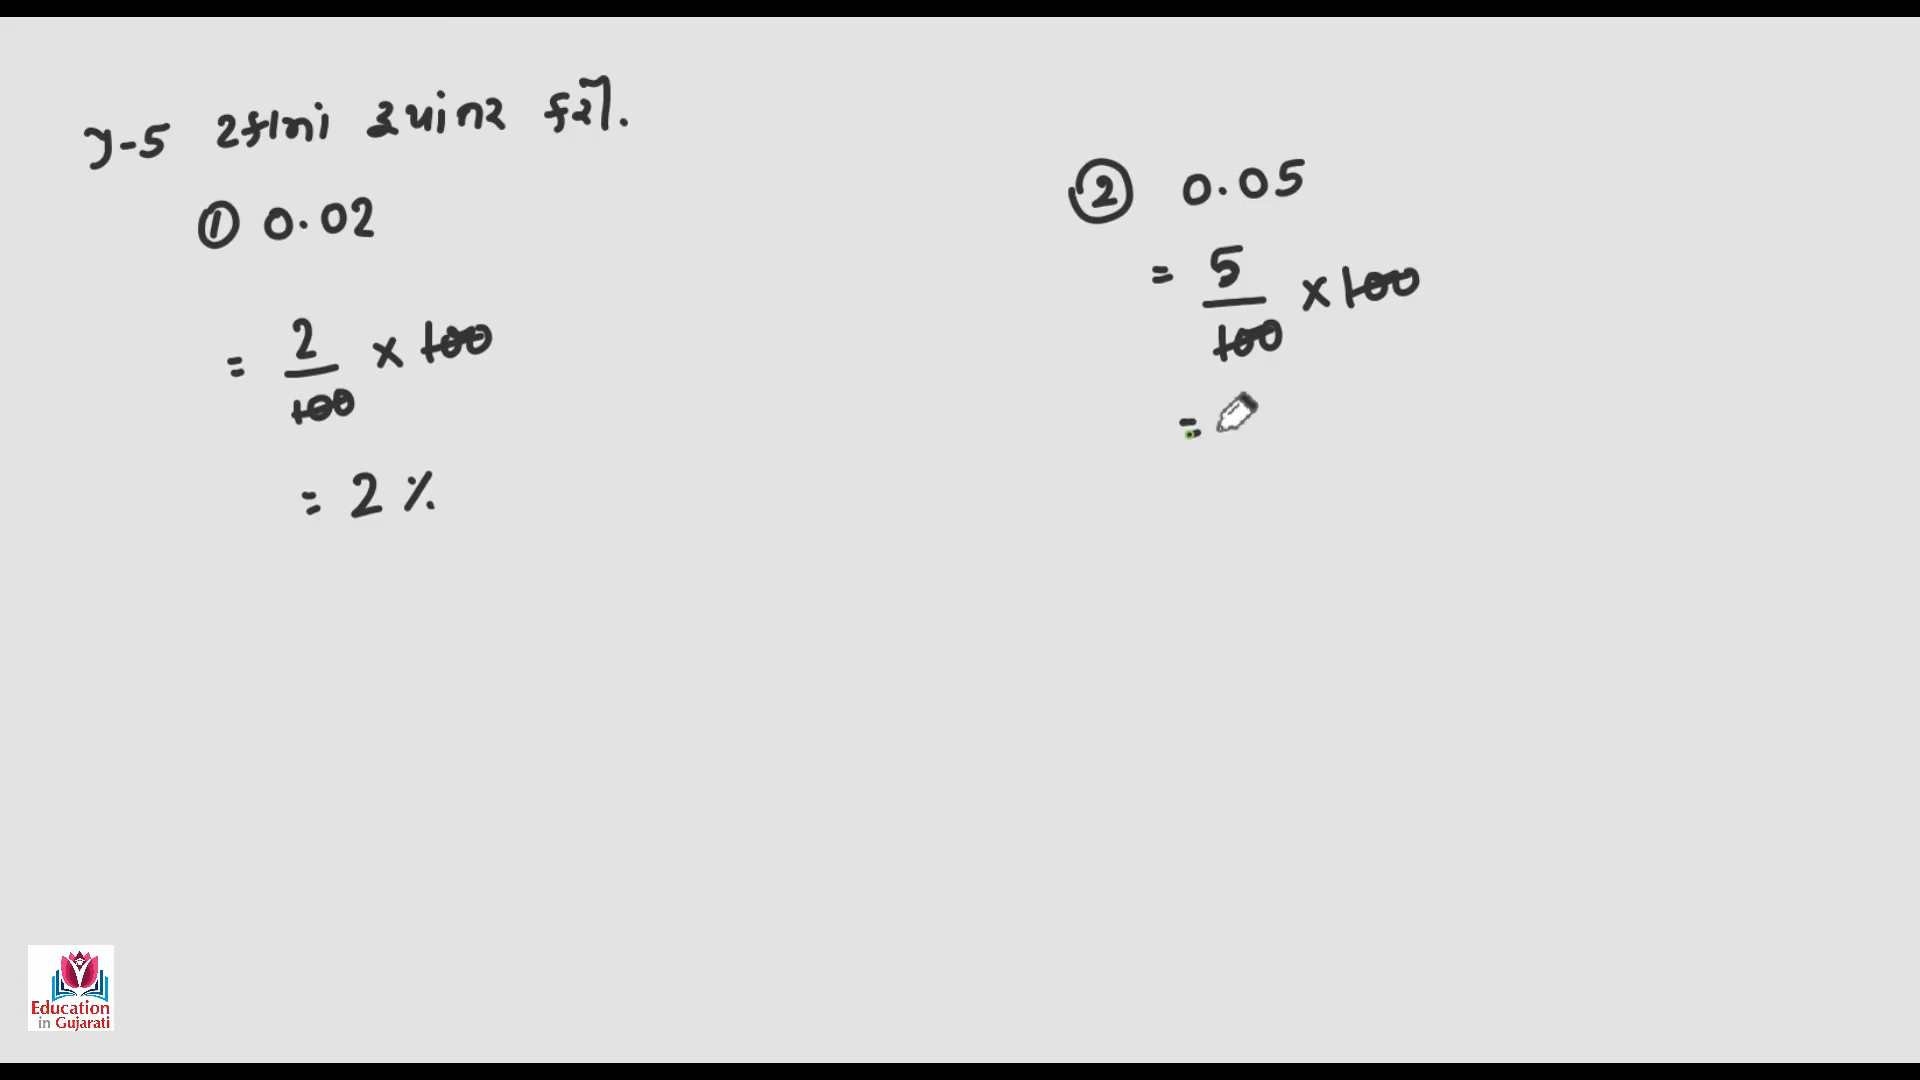 પ્ર-5 ટકામાં રૂપાંતર કરો.
① 0.02
= 2/100 × 100
= 2 %
② 0.05
= 5/100 × 100
=
Education
in Gujarati